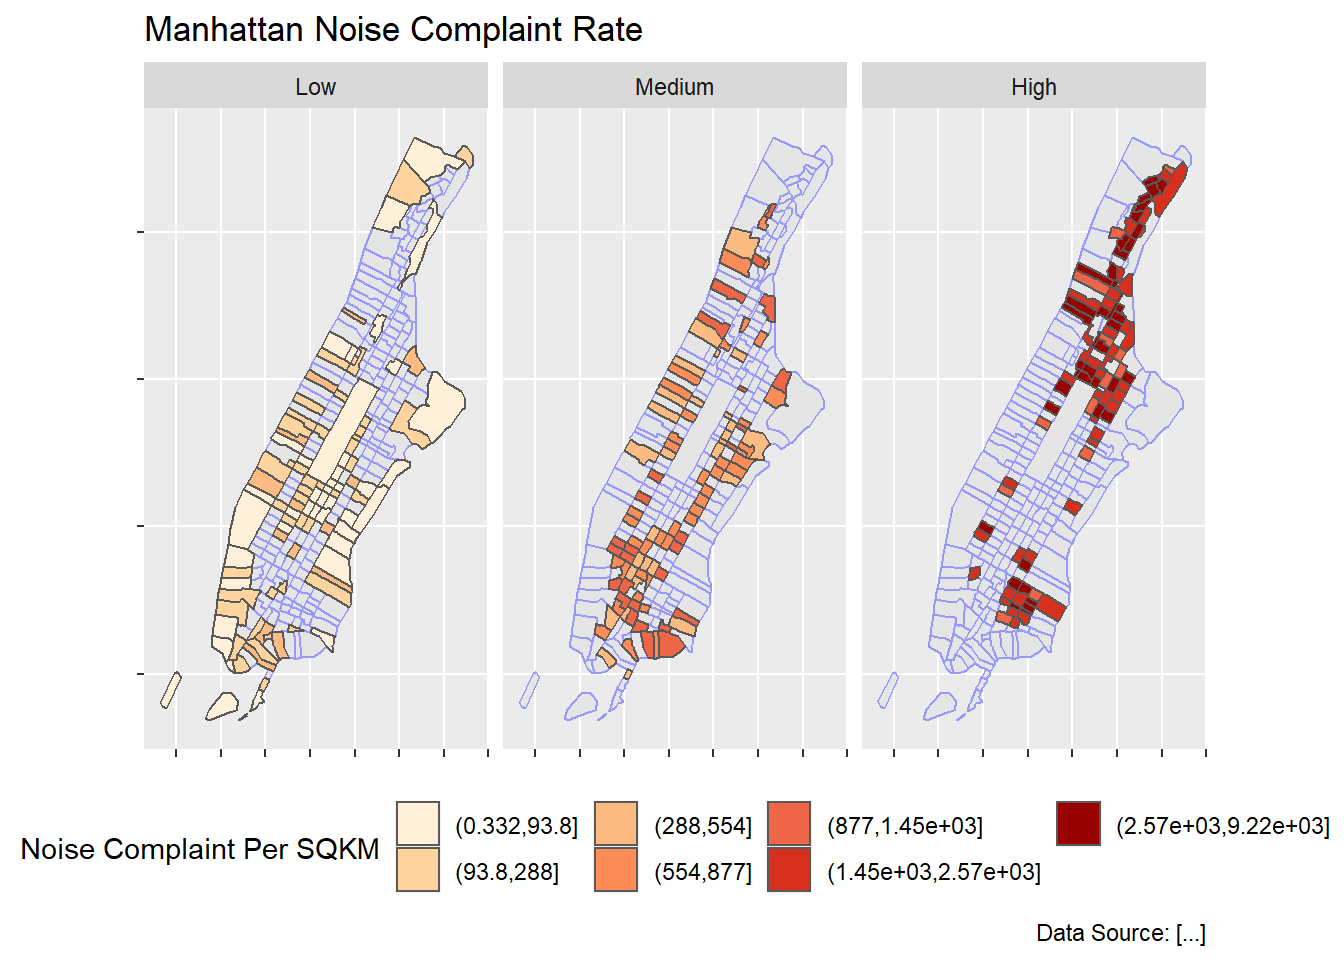 Manhattan Noise Complaint Rate
Low Medium High
Noise Complaint Per SQKM
(0.332,93.8] (288,554] (877,1.45e+03] (2.57e+03,9.22e+03]
(93.8,288] (554,877] (1.45e+03,2.57e+03]
Data Source: [...]